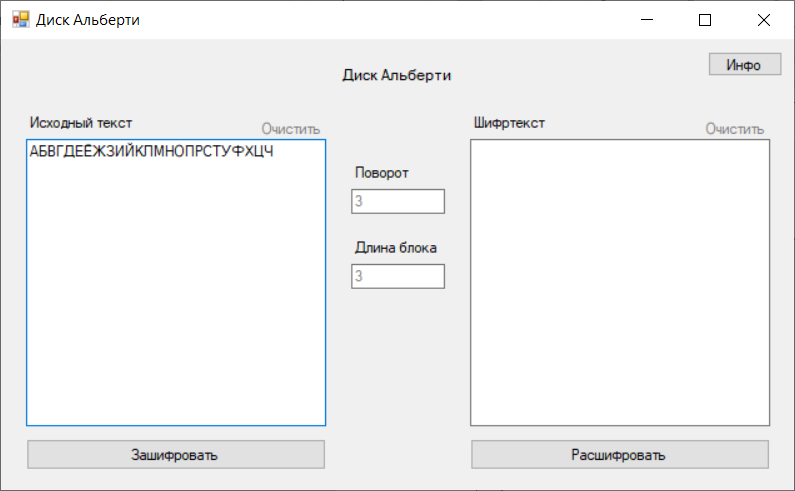 Диск Альберти
Инфо
Диск Альберти
Исходный текст
Очистить
АБВГДЕЁЖЗИЙКЛМНОПРСТУФХЦЧ
Поворот
3
Длина блока
3
Шифртекст
Очистить
Зашифровать
Расшифровать